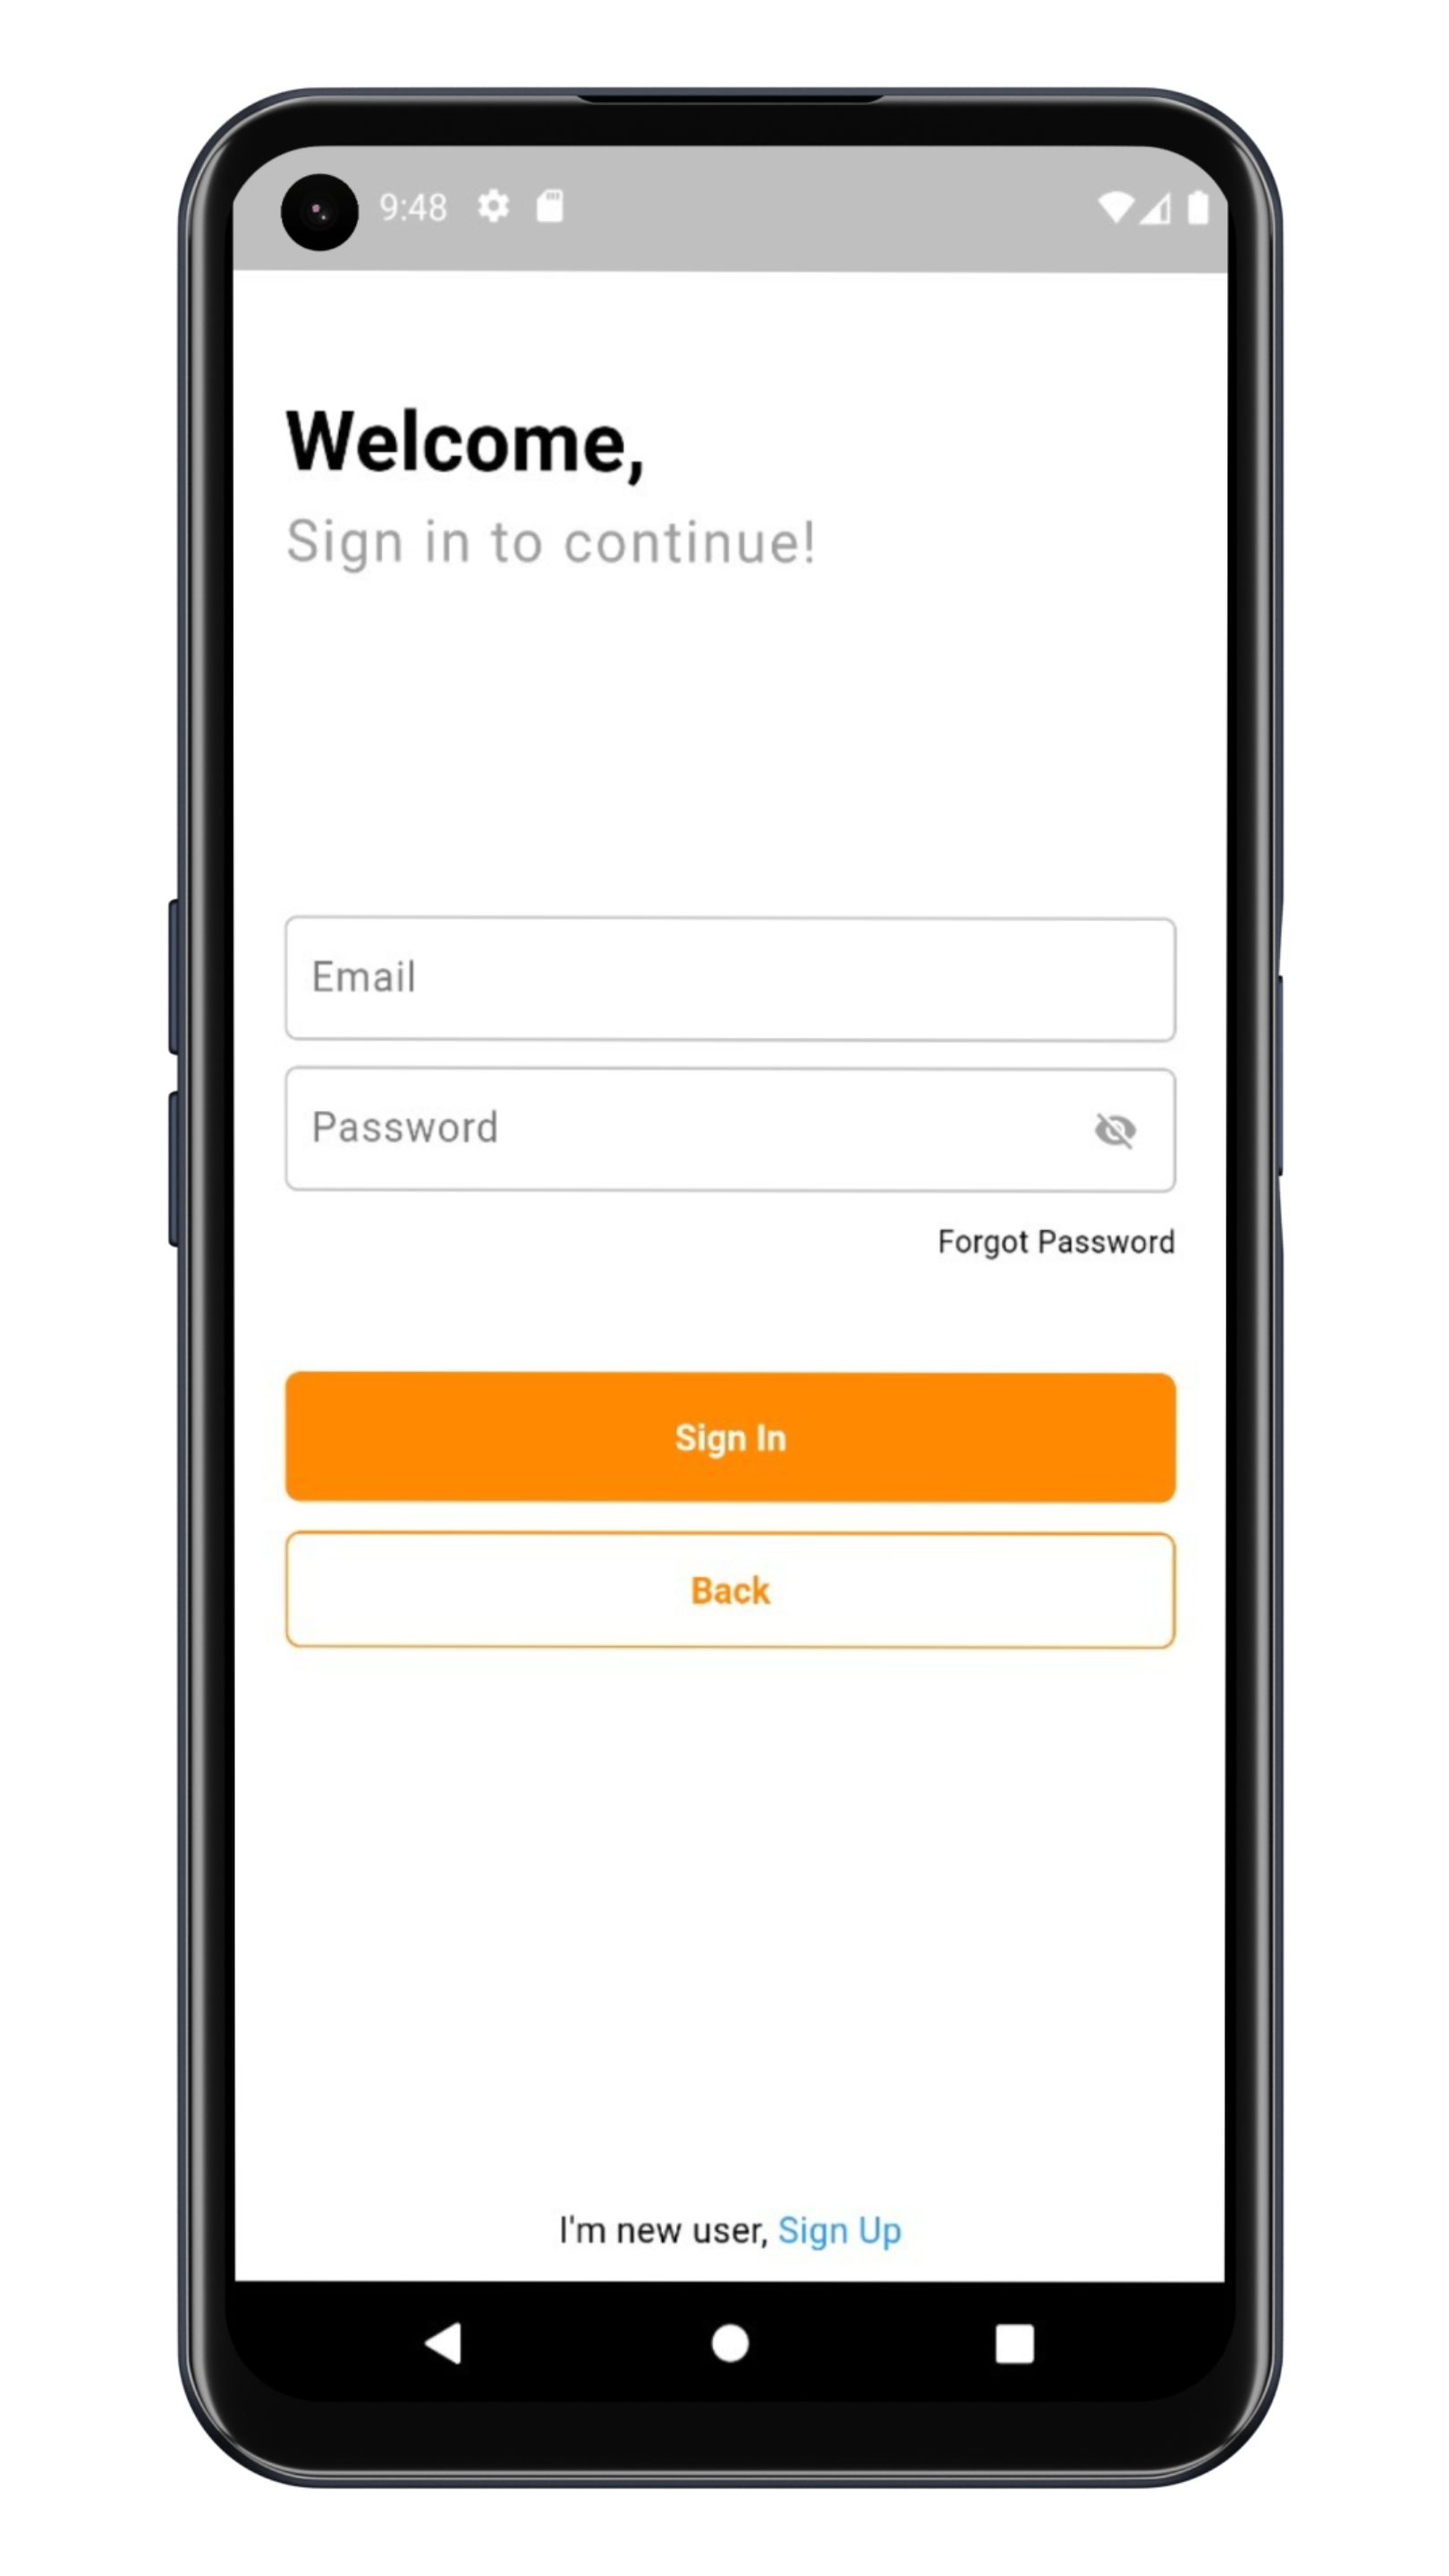 9:48
Welcome,
Sign in to continue!
Email
Password
Forgot Password
Sign In
Back
I'm new user, Sign Up